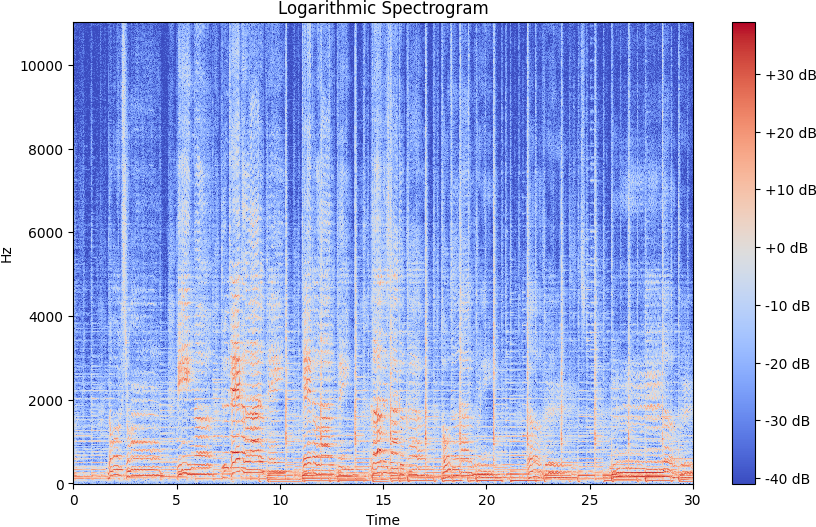 Logarithmic Spectrogram
Hz
10000
8000
6000
4000
2000
0
0 5 10 15 20 25 30
Time
+30 dB
+20 dB
+10 dB
+0 dB
-10 dB
-20 dB
-30 dB
-40 dB